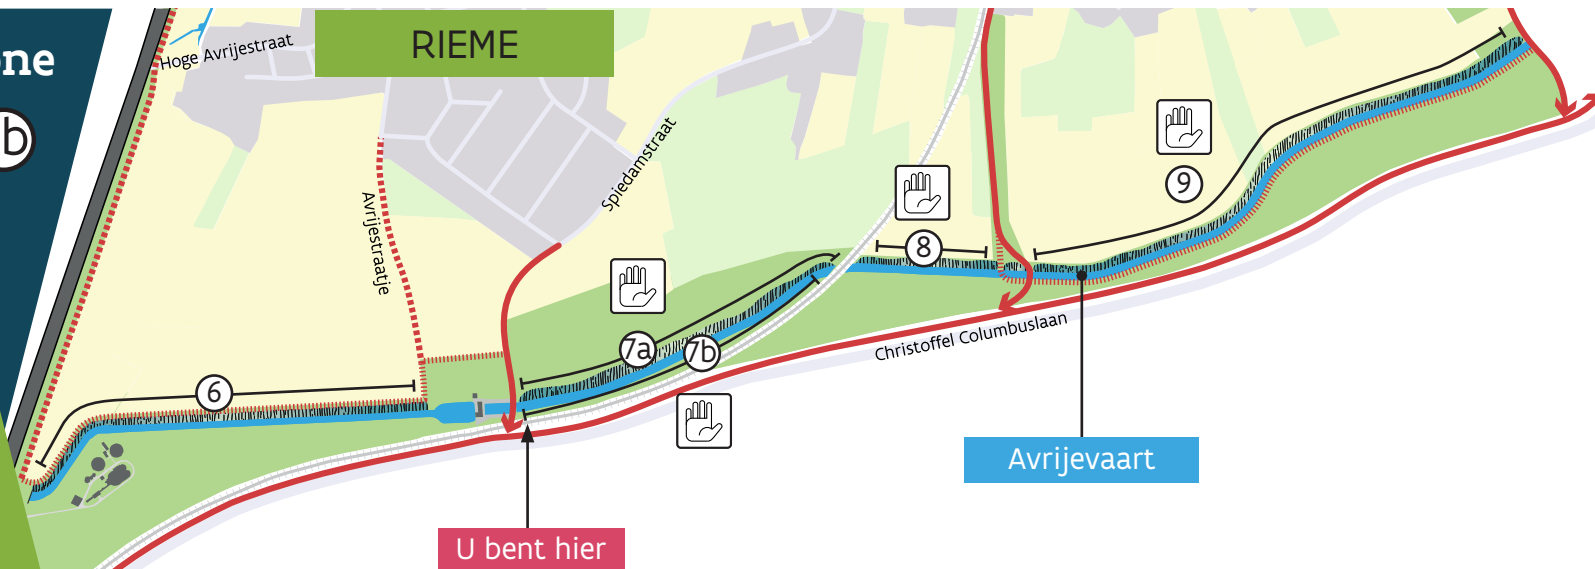 ne
b
Hoge Avrijestraat
RIEME
Avrijestraatje
Spiedamstraat
9
8
7a
7b
6
Christoffel Columbuslaan
Avrijevaart
U bent hier